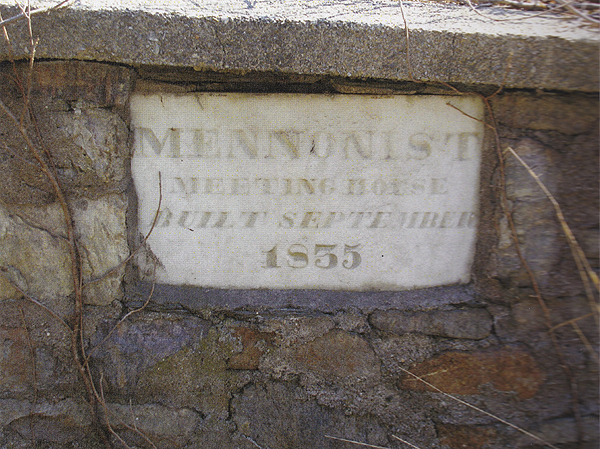 MENNONIST
MEETING HOUSE
BUILT SEPTEMBER
1835